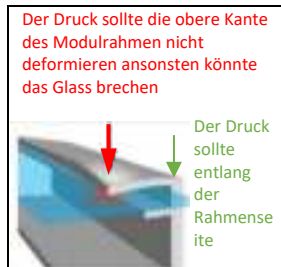 Der Druck sollte die obere Kante
des Modulrahmen nicht
deformieren ansonsten könnte
das Glass brechen
Der Druck
sollte
entlang
der
Rahmense
ite